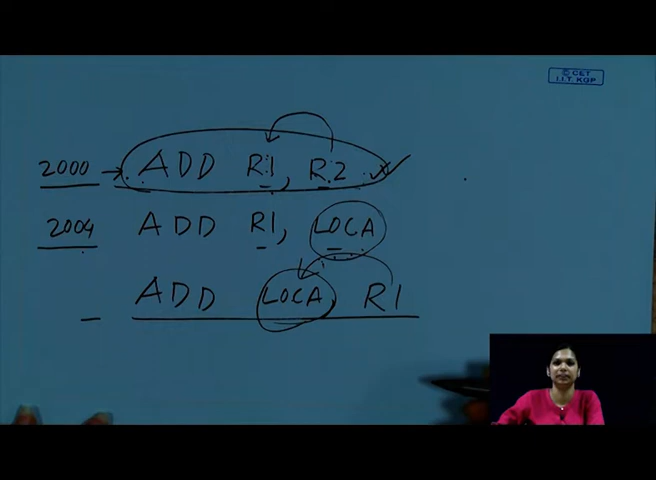 © CET
I.I.T. KGP
2000 → ADD R1, R2
2004 ADD R1, LOCA
ADD LOCA, R1